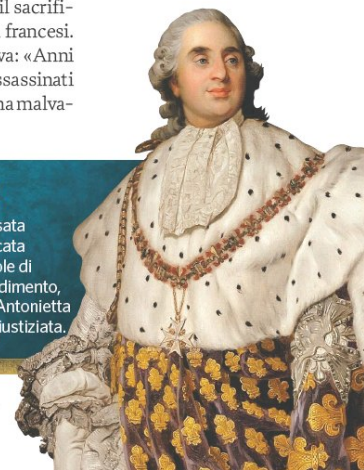 il sacrifi-
francesi.
va: «Anni
ssassinati
na malva-
sata
cata
ole di
dimento,
Antonietta
iustiziata.